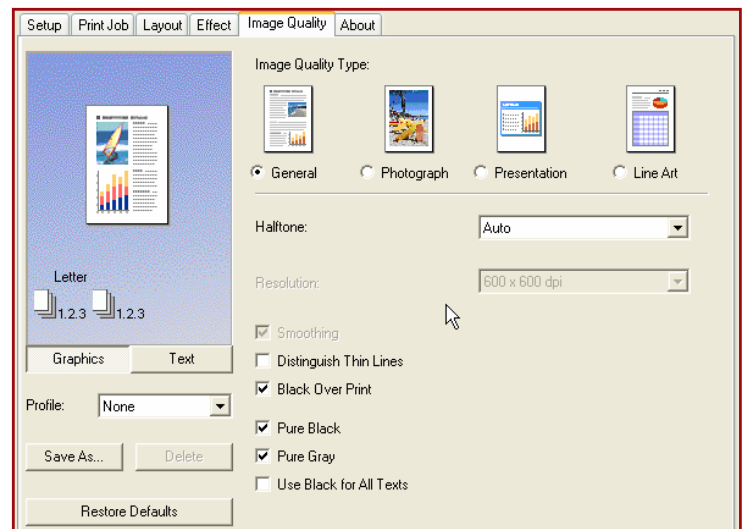 Setup Print Job Layout Effect Image Quality About
Image Quality Type:
General Photograph Presentation Line Art
Halftone: Auto
Resolution: 600 x 600 dpi
Smoothing
Distinguish Thin Lines
Black Over Print
Pure Black
Pure Gray
Use Black for All Texts
Letter
1.2.3 1.2.3
Graphics Text
Profile: None
Save As... Delete
Restore Defaults